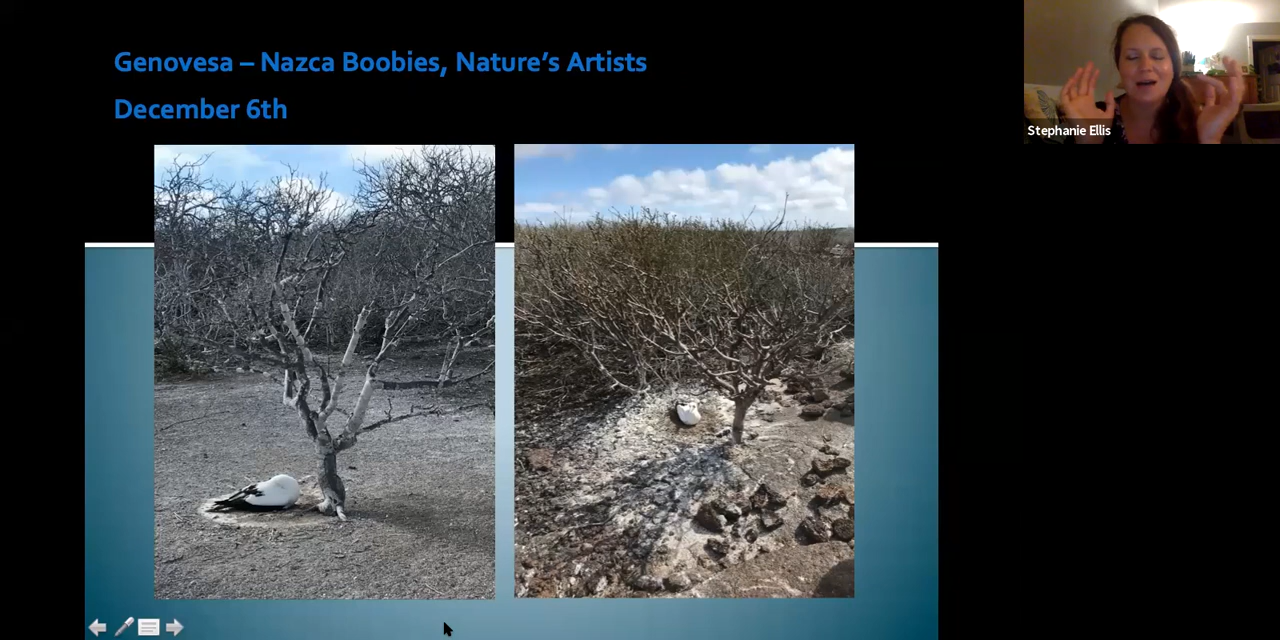 Genovesa – Nazca Boobies, Nature’s Artists
December 6th
Stephanie Ellis